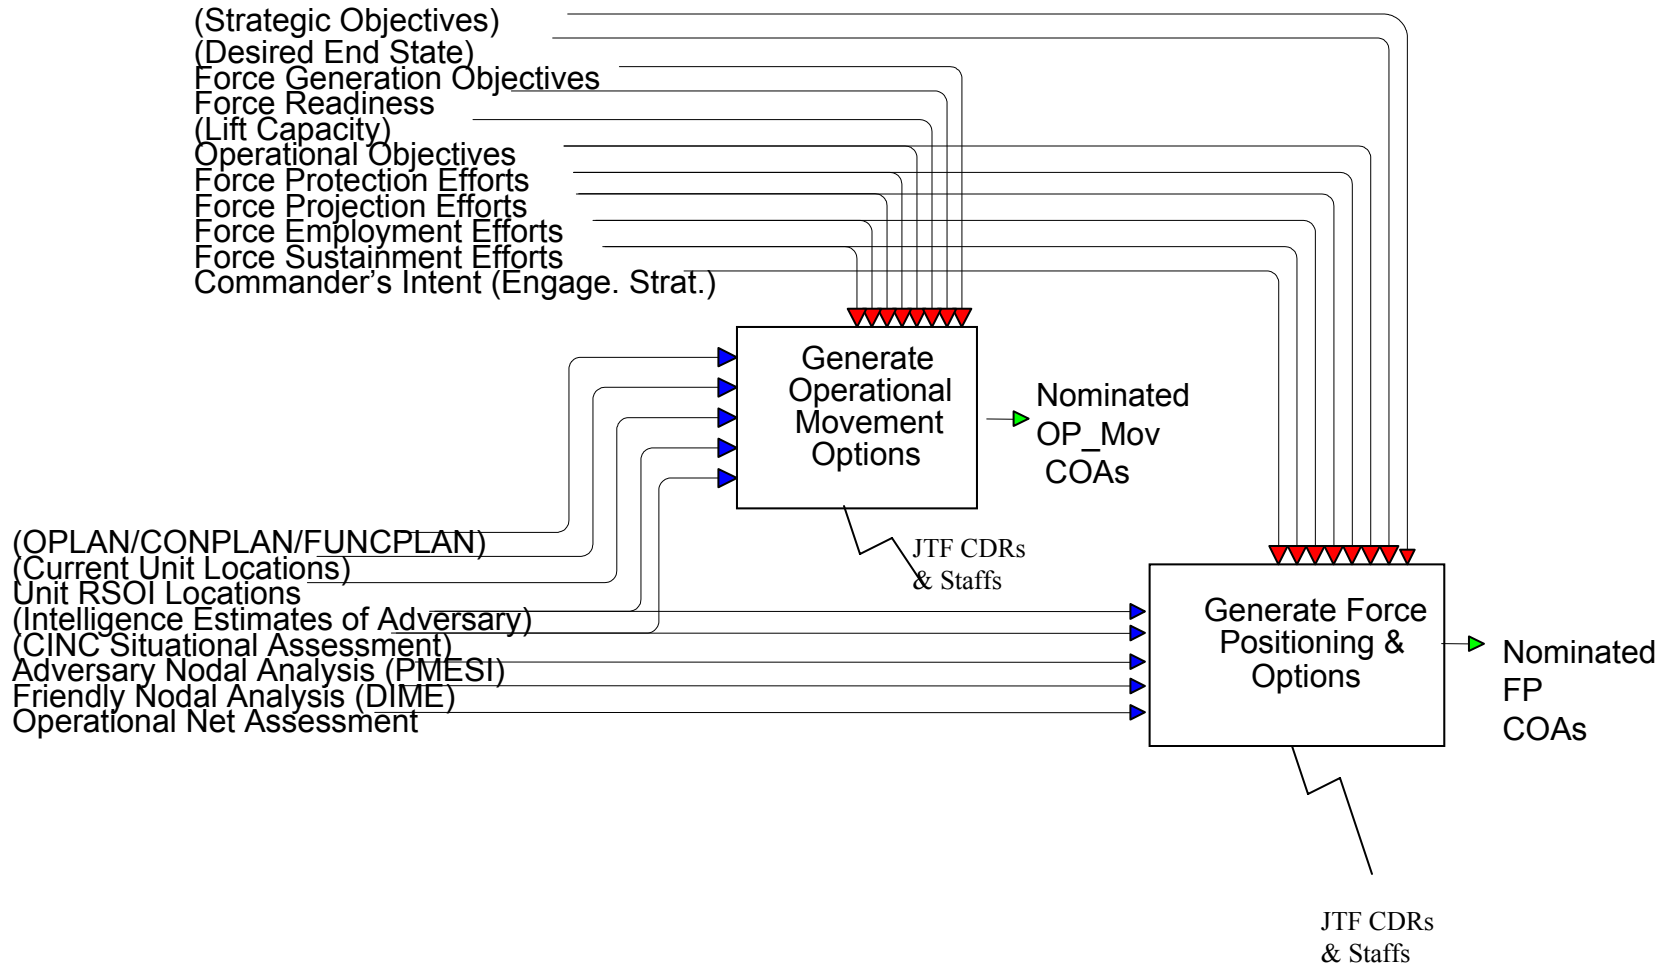 (Strategic Objectives)
(Desired End State)
Force Generation Objectives
Force Readiness
(Lift Capacity)
Operational Objectives
Force Protection Efforts
Force Projection Efforts
Force Employment Efforts
Force Sustainment Efforts
Commander's Intent (Engage. Strat.)
Generate
Operational
Movement
Options
Nominated
OP_Mov
COAs
JTF CDRs
& Staffs
(OPLAN/CONPLAN/FUNCPLAN)
(Current Unit Locations)
Unit RSOI Locations
(Intelligence Estimates of Adversary)
(CINC Situational Assessment)
Adversary Nodal Analysis (PMESI)
Friendly Nodal Analysis (DIME)
Operational Net Assessment
Generate Force
Positioning &
Options
Nominated
FP
COAs
JTF CDRs
& Staffs